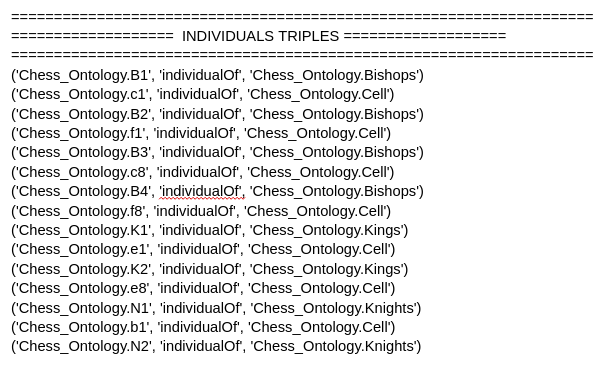 ======================================================================
===================  INDIVIDUALS TRIPLES ===================
======================================================================
('Chess_Ontology.B1', 'individualOf', 'Chess_Ontology.Bishops')
('Chess_Ontology.c1', 'individualOf', 'Chess_Ontology.Cell')
('Chess_Ontology.B2', 'individualOf', 'Chess_Ontology.Bishops')
('Chess_Ontology.f1', 'individualOf', 'Chess_Ontology.Cell')
('Chess_Ontology.B3', 'individualOf', 'Chess_Ontology.Bishops')
('Chess_Ontology.c8', 'individualOf', 'Chess_Ontology.Cell')
('Chess_Ontology.B4', 'individualOf', 'Chess_Ontology.Bishops')
('Chess_Ontology.f8', 'individualOf', 'Chess_Ontology.Cell')
('Chess_Ontology.K1', 'individualOf', 'Chess_Ontology.Kings')
('Chess_Ontology.e1', 'individualOf', 'Chess_Ontology.Cell')
('Chess_Ontology.K2', 'individualOf', 'Chess_Ontology.Kings')
('Chess_Ontology.e8', 'individualOf', 'Chess_Ontology.Cell')
('Chess_Ontology.N1', 'individualOf', 'Chess_Ontology.Knights')
('Chess_Ontology.b1', 'individualOf', 'Chess_Ontology.Cell')
('Chess_Ontology.N2', 'individualOf', 'Chess_Ontology.Knights')